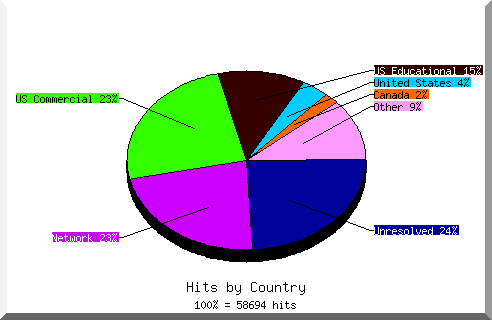 US Educational 15%
United States 4%
Canada 2%
Other 9%
US Commercial 23%
Network 23%
Unresolved 24%
Hits by Country
100% = 58694 hits